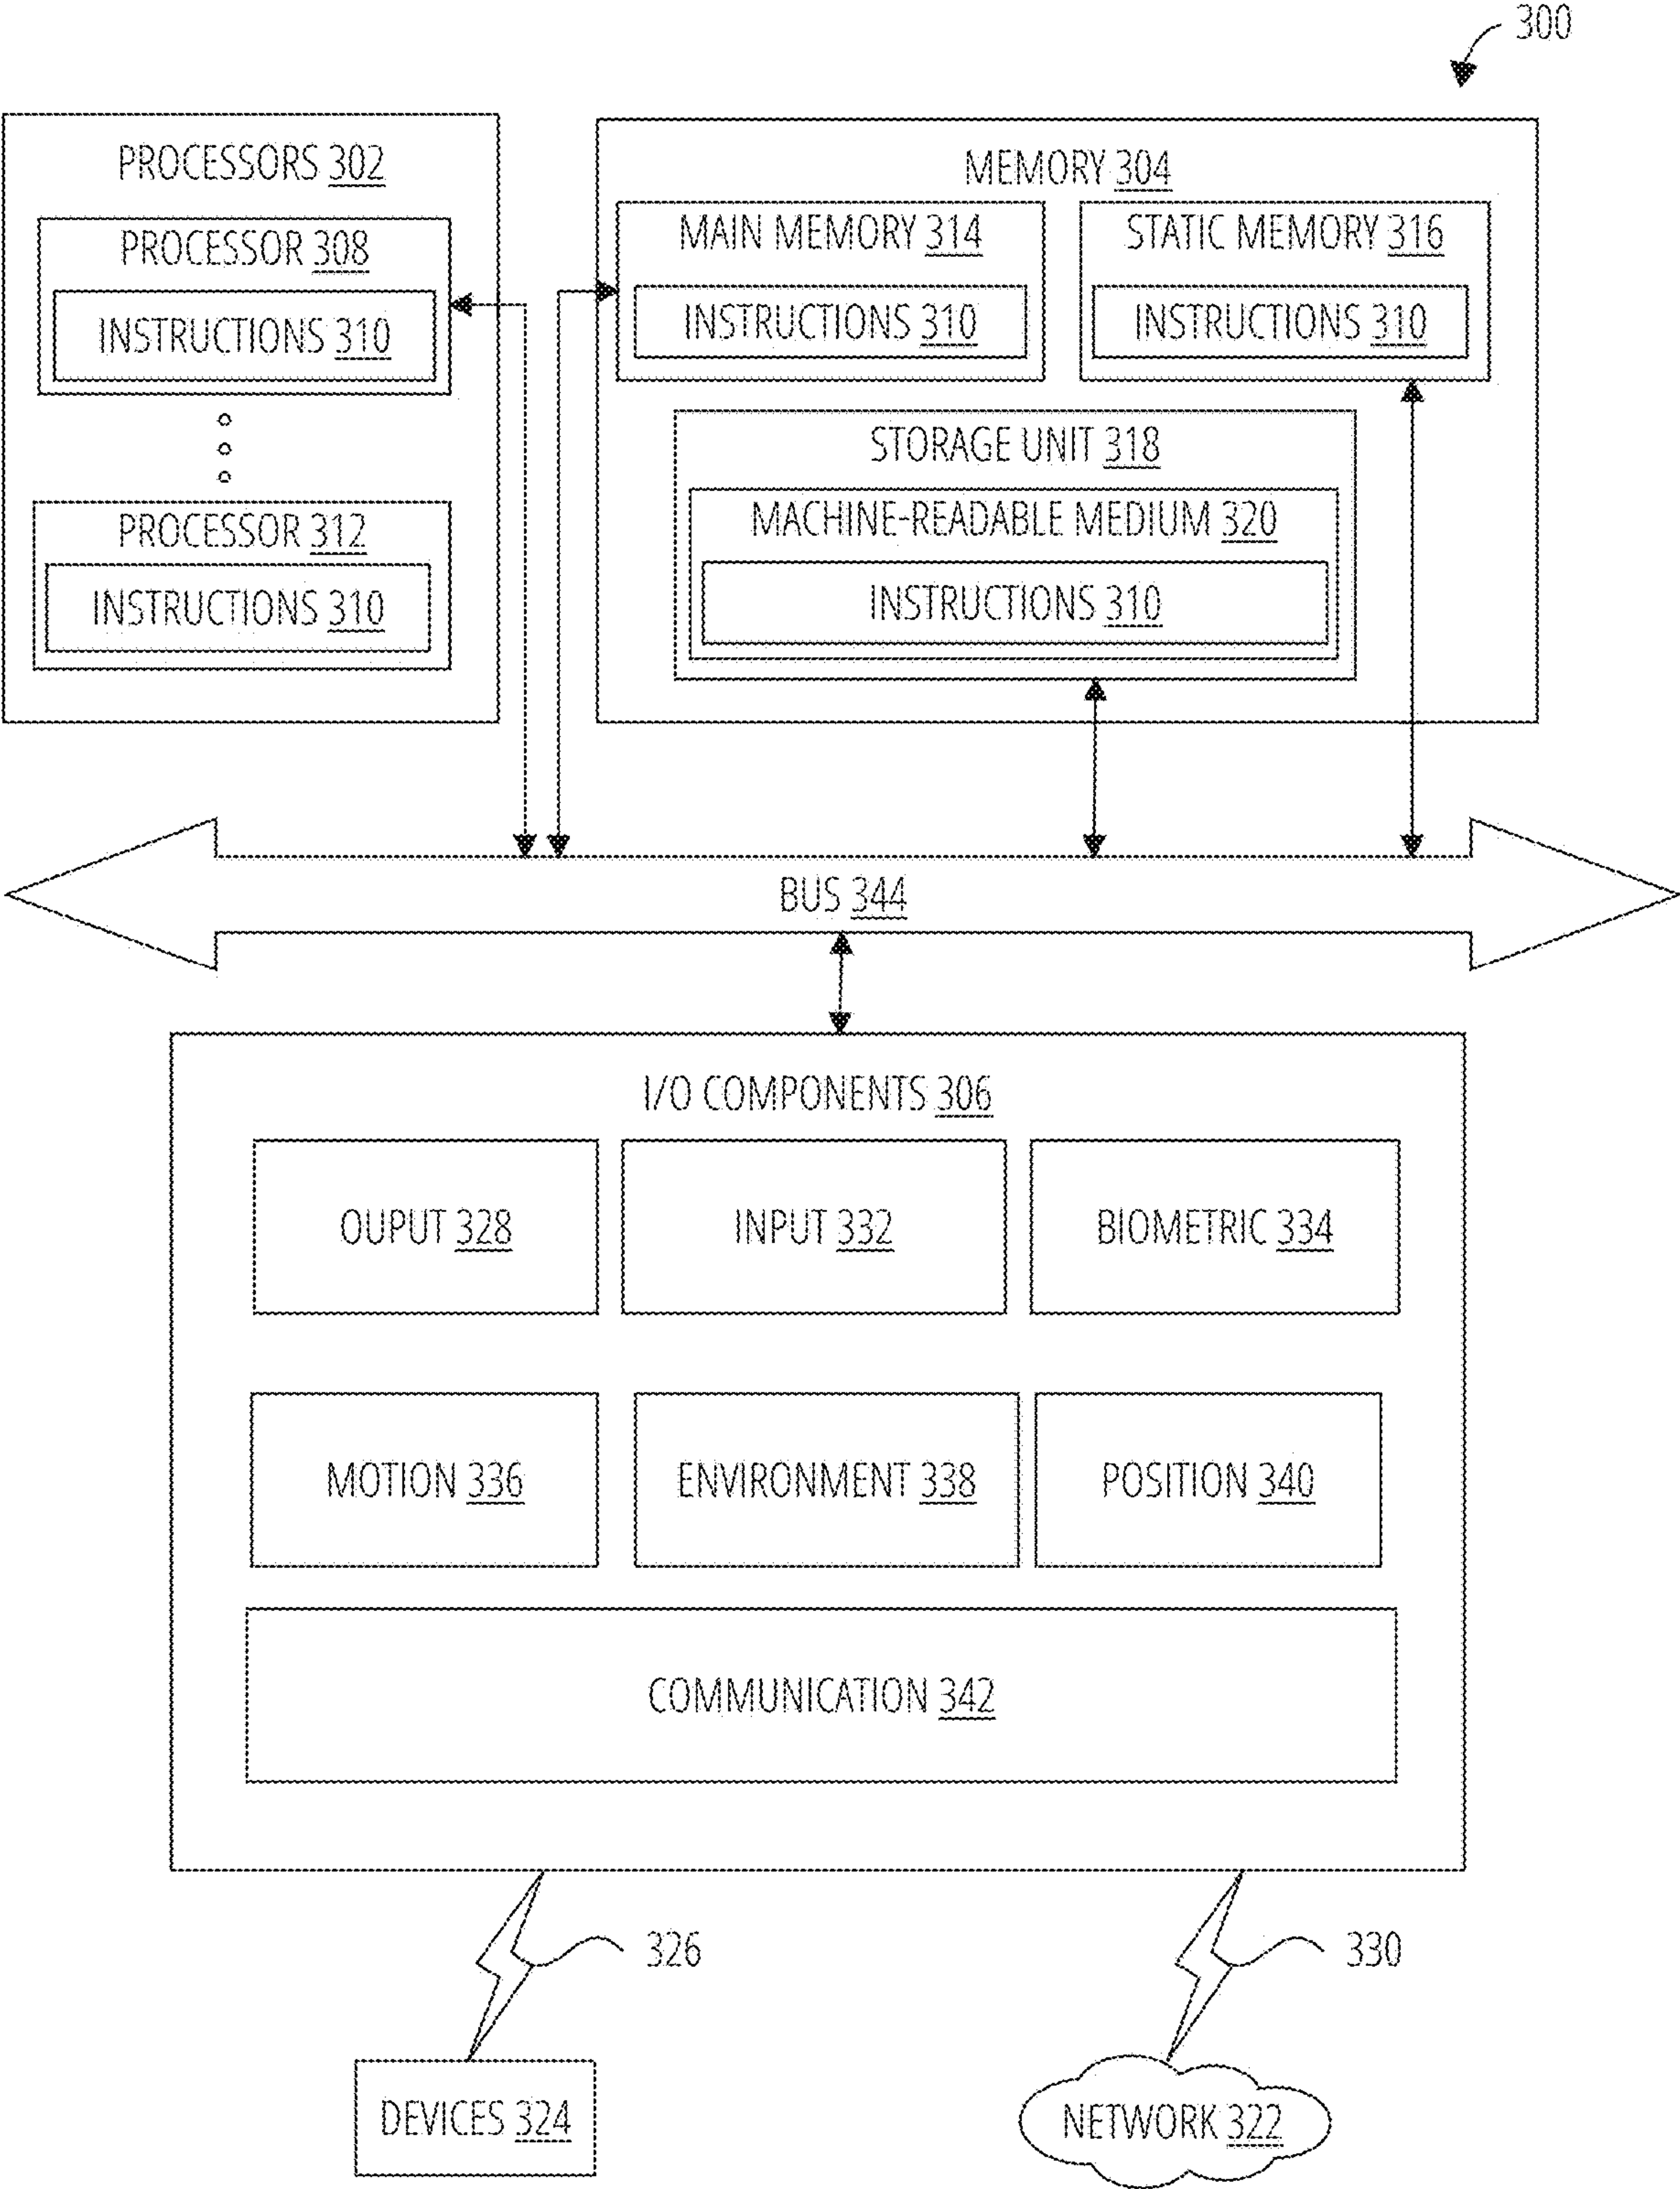 300
PROCESSORS 302
PROCESSOR 308
INSTRUCTIONS 310
PROCESSOR 312
INSTRUCTIONS 310
MEMORY 304
MAIN MEMORY 314
INSTRUCTIONS 310
STATIC MEMORY 316
INSTRUCTIONS 310
STORAGE UNIT 318
MACHINE-READABLE MEDIUM 320
INSTRUCTIONS 310
BUS 344
I/O COMPONENTS 306
OUPUT 328
INPUT 332
BIOMETRIC 334
MOTION 336
ENVIRONMENT 338
POSITION 340
COMMUNICATION 342
326
330
DEVICES 324
NETWORK 322